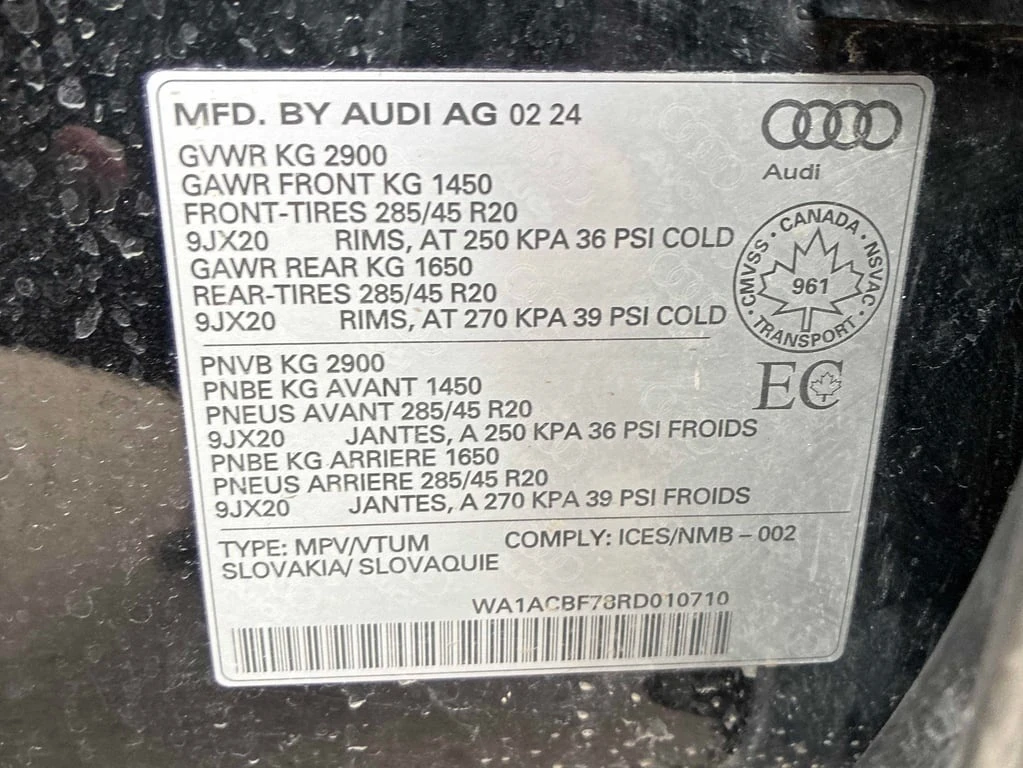 MFD. BY AUDI AG 02 24
Audi
GVWR KG 2900
GAWR FRONT KG 1450
FRONT-TIRES 285/45 R20
9JX20 RIMS, AT 250 KPA 36 PSI COLD
GAWR REAR KG 1650
REAR-TIRES 285/45 R20
9JX20 RIMS, AT 270 KPA 39 PSI COLD
CMVSS · CANADA · NSVAC · TRANSPORT ·
961
PNVB KG 2900
PNBE KG AVANT 1450
PNEUS AVANT 285/45 R20
9JX20 JANTES, A 250 KPA 36 PSI FROIDS
PNBE KG ARRIERE 1650
PNEUS ARRIERE 285/45 R20
9JX20 JANTES, A 270 KPA 39 PSI FROIDS
EC
TYPE: MPV/VTUM COMPLY: ICES/NMB – 002
SLOVAKIA/ SLOVAQUIE
WA1ACBF78RD010710